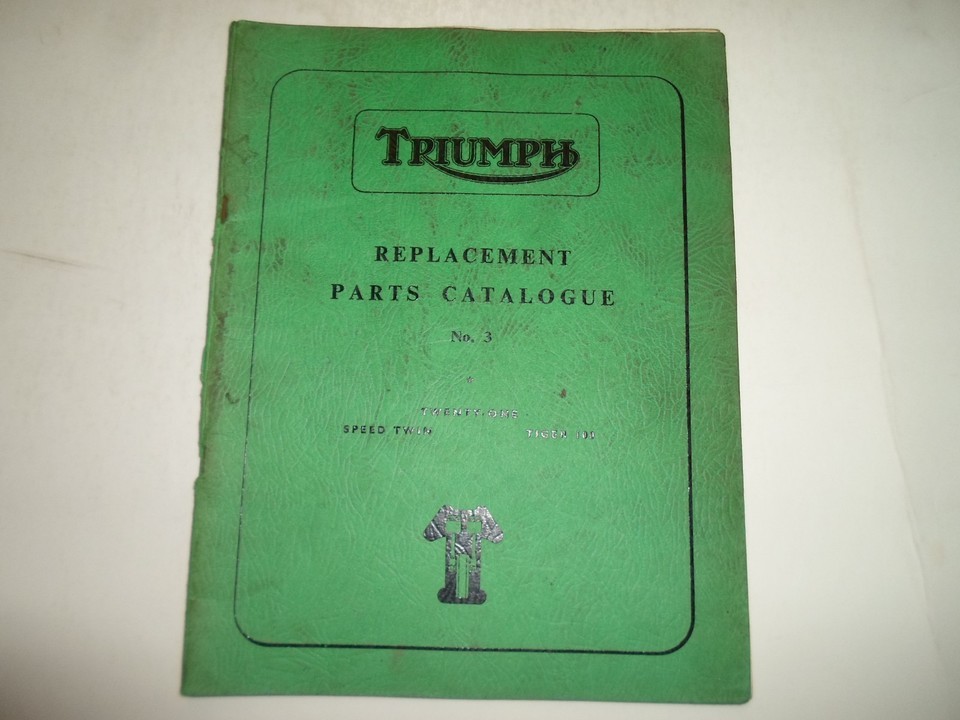 TRIUMPH
REPLACEMENT
PARTS CATALOGUE
No. 3
TWENTY-ONE
SPEED TWIN TIGER 100